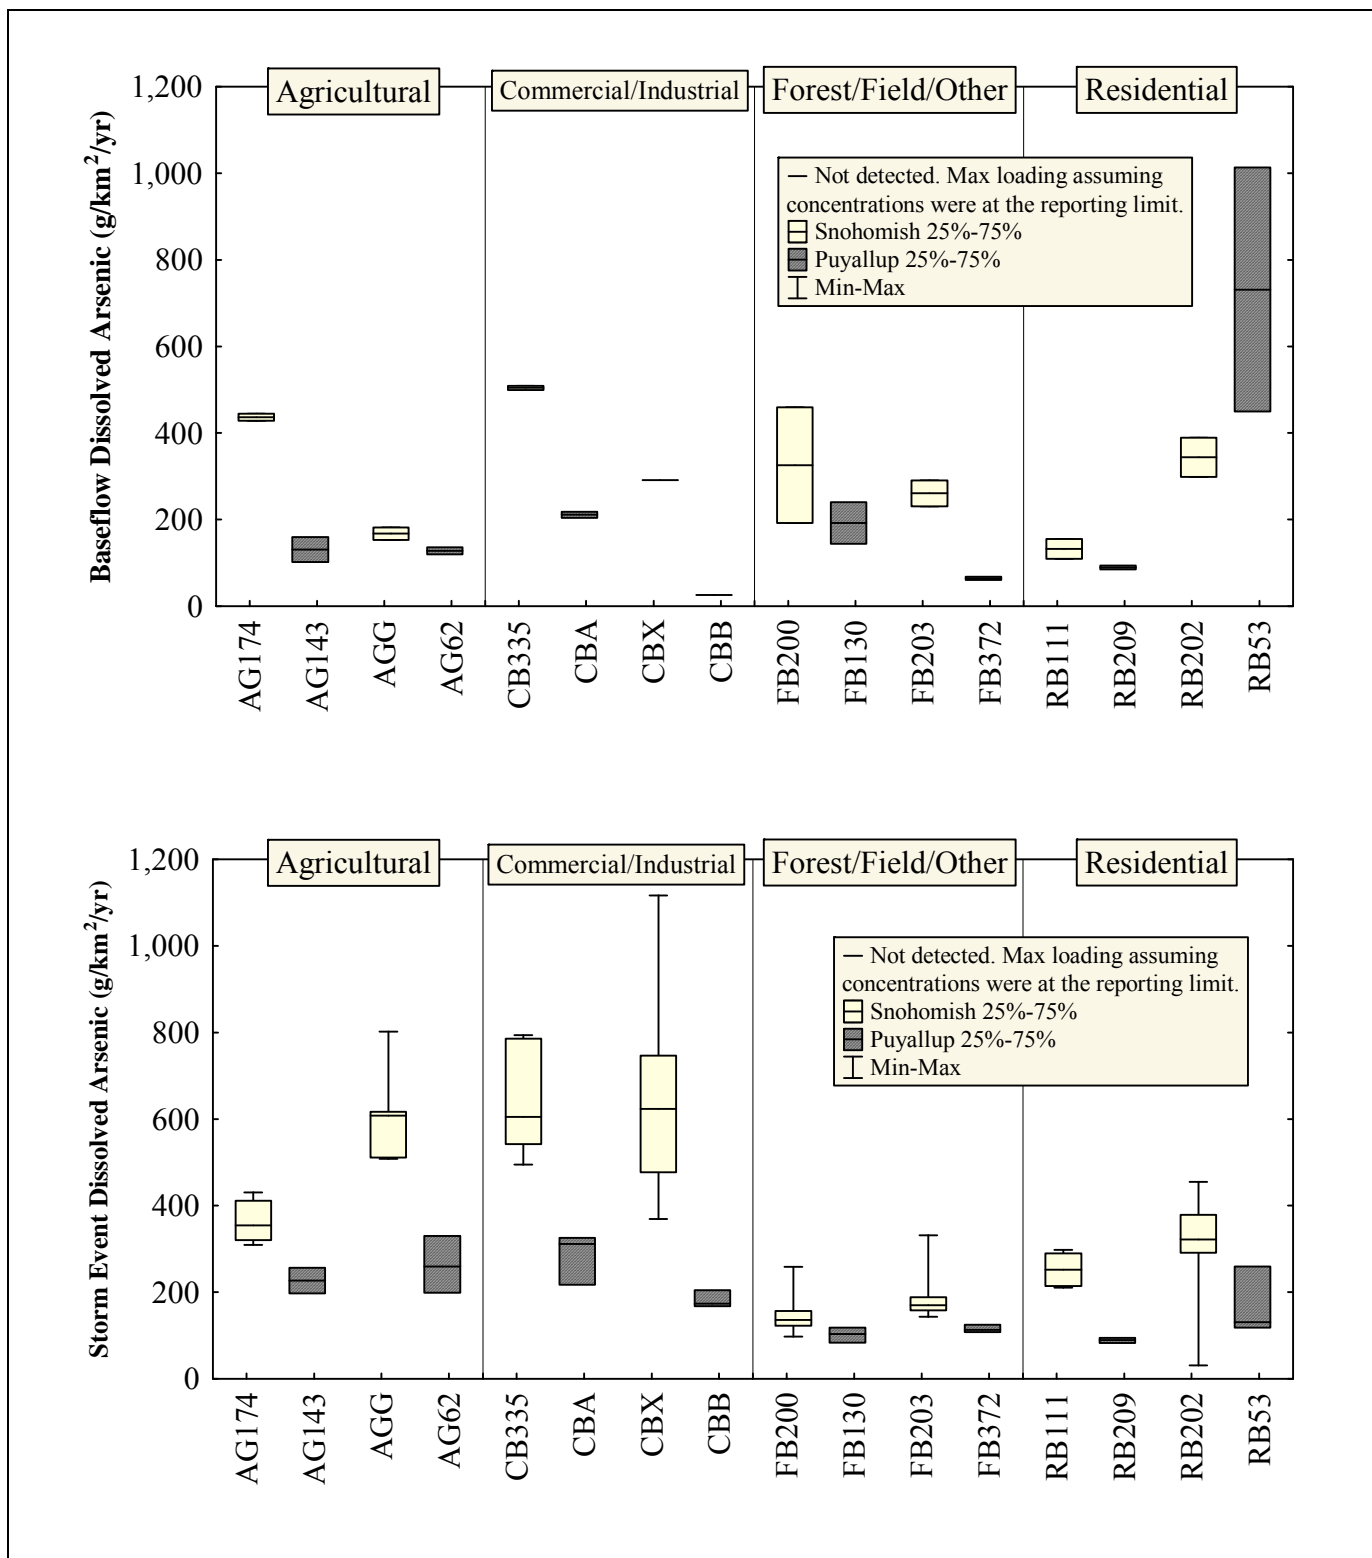 Baseflow Dissolved Arsenic (g/km²/yr)
Agricultural
Commercial/Industrial
Forest/Field/Other
Residential
1,200
1,000
800
600
400
200
0
— Not detected. Max loading assuming
concentrations were at the reporting limit.
Snohomish 25%-75%
Puyallup 25%-75%
Min-Max
AG174
AG143
AGG
AG62
CB335
CBA
CBX
CBB
FB200
FB130
FB203
FB372
RB111
RB209
RB202
RB53
Storm Event Dissolved Arsenic (g/km²/yr)
Agricultural
Commercial/Industrial
Forest/Field/Other
Residential
1,200
1,000
800
600
400
200
0
— Not detected. Max loading assuming
concentrations were at the reporting limit.
Snohomish 25%-75%
Puyallup 25%-75%
Min-Max
AG174
AG143
AGG
AG62
CB335
CBA
CBX
CBB
FB200
FB130
FB203
FB372
RB111
RB209
RB202
RB53